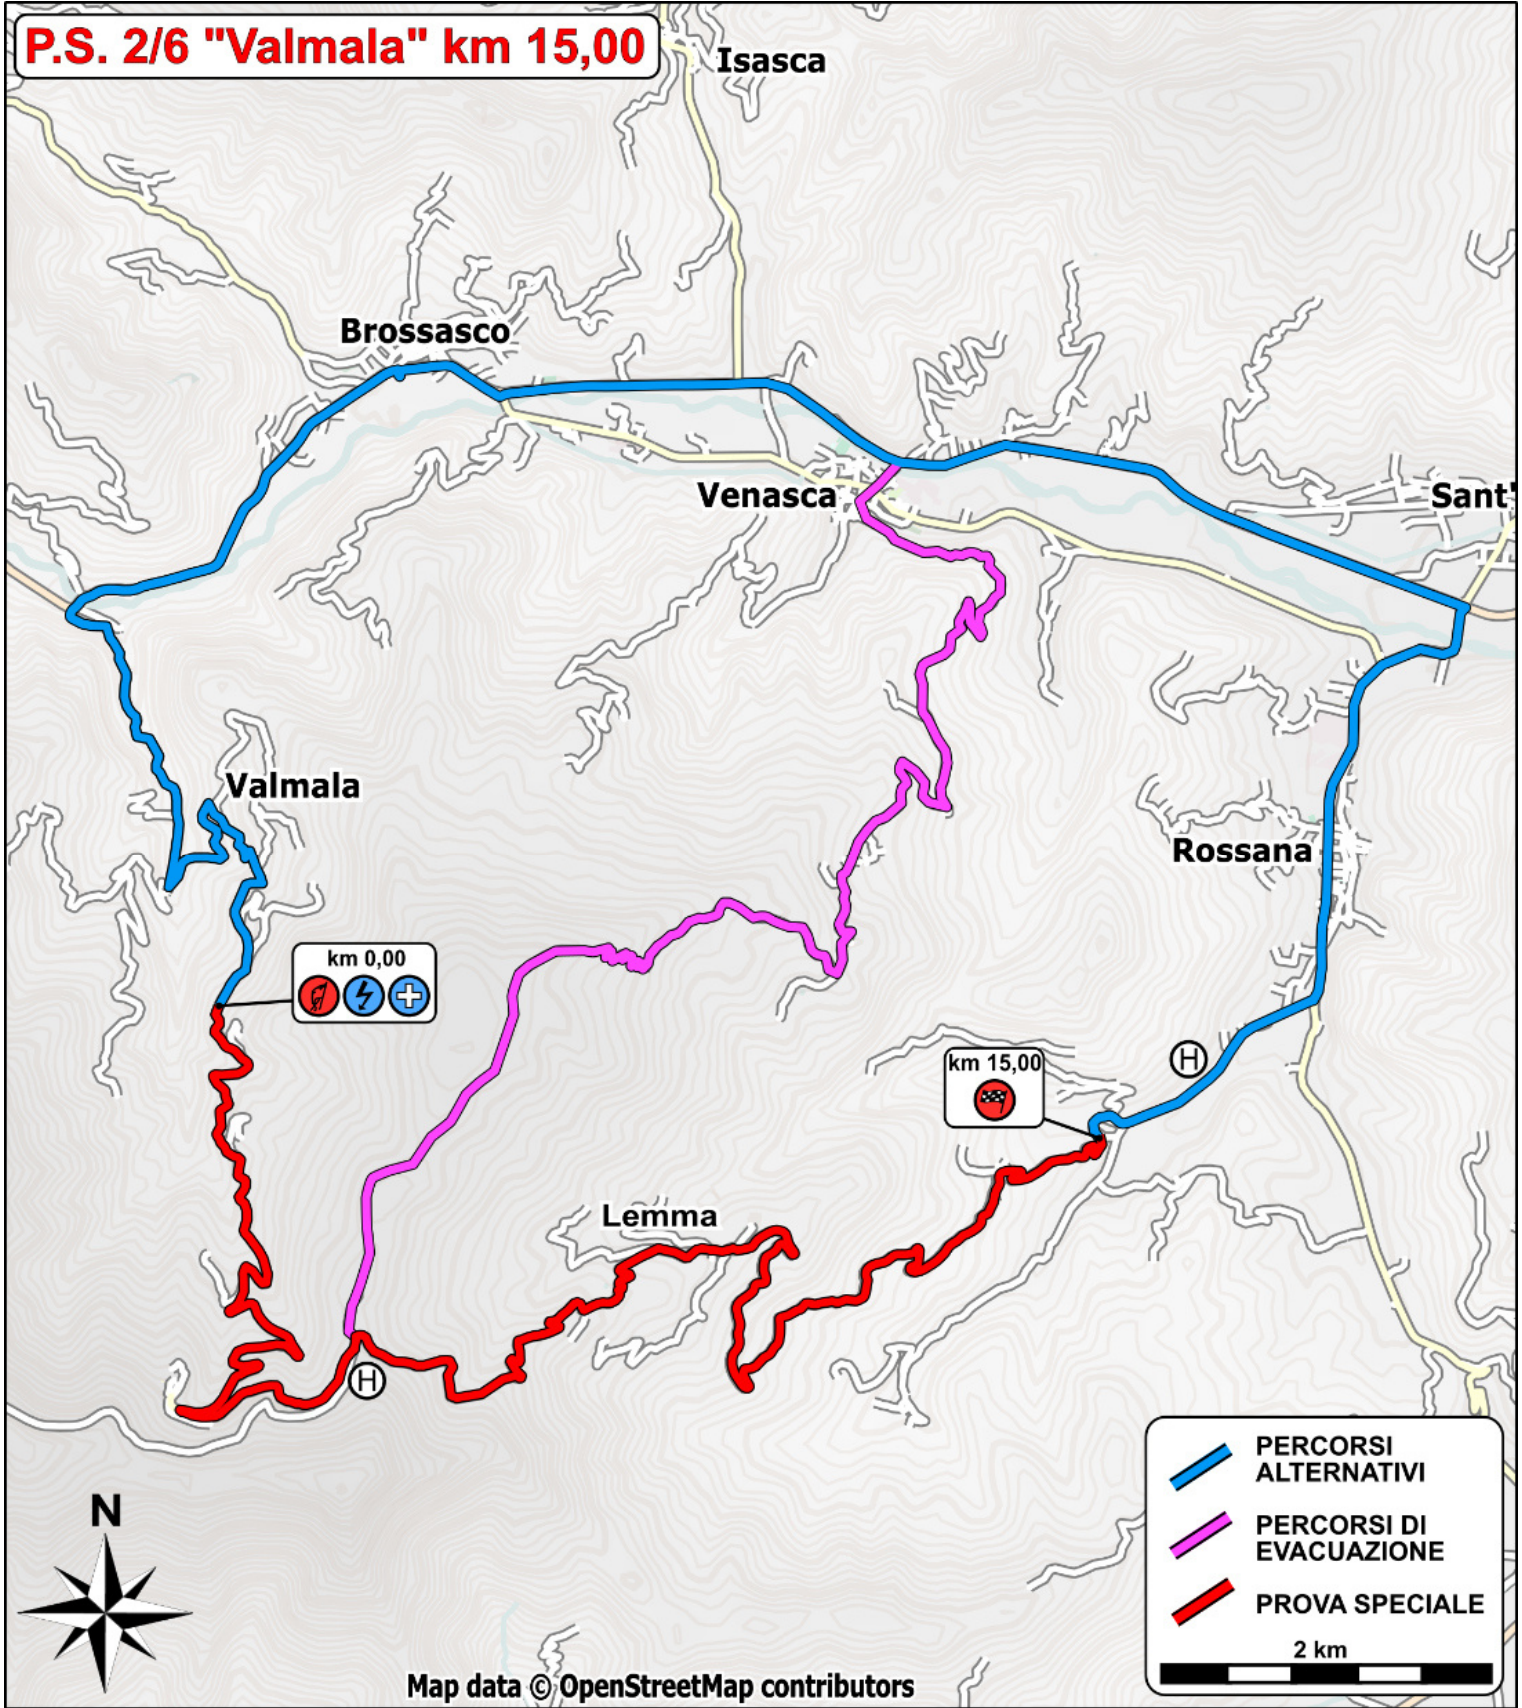 P.S. 2/6 "Valmala" km 15,00
Isasca
Brossasco
Venasca
Sant'
Valmala
Rossana
km 0,00
km 15,00
H
Lemma
H
PERCORSI
ALTERNATIVI
PERCORSI DI
EVACUAZIONE
PROVA SPECIALE
2 km
N
Map data © OpenStreetMap contributors